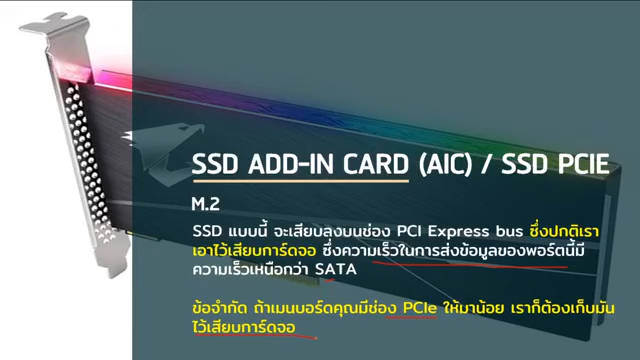 SSD ADD-IN CARD (AIC) / SSD PCIE
M.2
SSD แบบนี้ จะเสียบลงบนช่อง PCI Express bus ซึ่งปกติเรา
เอาไว้เสียบการ์ดจอ ซึ่งความเร็วในการส่งข้อมูลของพอร์ตนี้มี
ความเร็วเหนือกว่า SATA
ข้อจำกัด ถ้าเมนบอร์ดคุณมีช่อง PCIe ให้มาน้อย เราก็ต้องเก็บมัน
ไว้เสียบการ์ดจอ